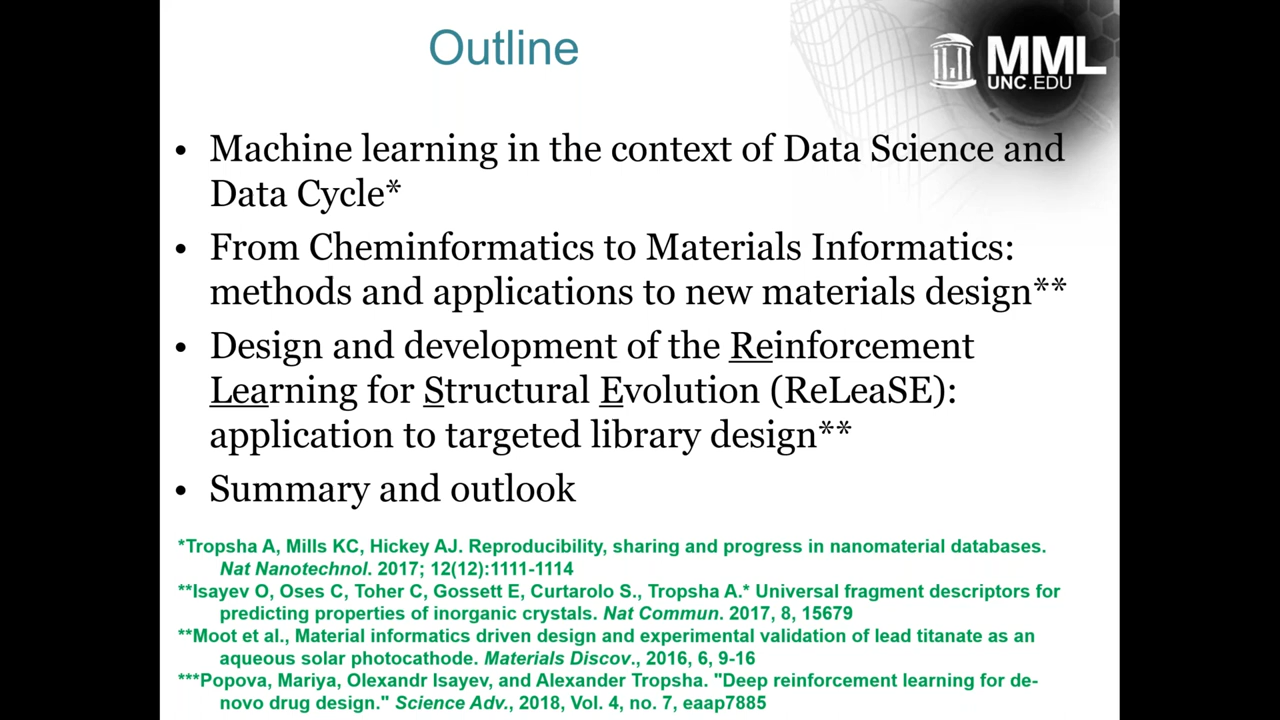 Outline
MML
UNC.EDU
• Machine learning in the context of Data Science and
Data Cycle*
• From Cheminformatics to Materials Informatics:
methods and applications to new materials design**
• Design and development of the Reinforcement
Learning for Structural Evolution (ReLeaSE):
application to targeted library design**
• Summary and outlook
*Tropsha A, Mills KC, Hickey AJ. Reproducibility, sharing and progress in nanomaterial databases.
Nat Nanotechnol. 2017; 12(12):1111-1114
**Isayev O, Oses C, Toher C, Gossett E, Curtarolo S., Tropsha A.* Universal fragment descriptors for
predicting properties of inorganic crystals. Nat Commun. 2017, 8, 15679
**Moot et al., Material informatics driven design and experimental validation of lead titanate as an
aqueous solar photocathode. Materials Discov., 2016, 6, 9-16
***Popova, Mariya, Olexandr Isayev, and Alexander Tropsha. "Deep reinforcement learning for de-
novo drug design." Science Adv., 2018, Vol. 4, no. 7, eaap7885